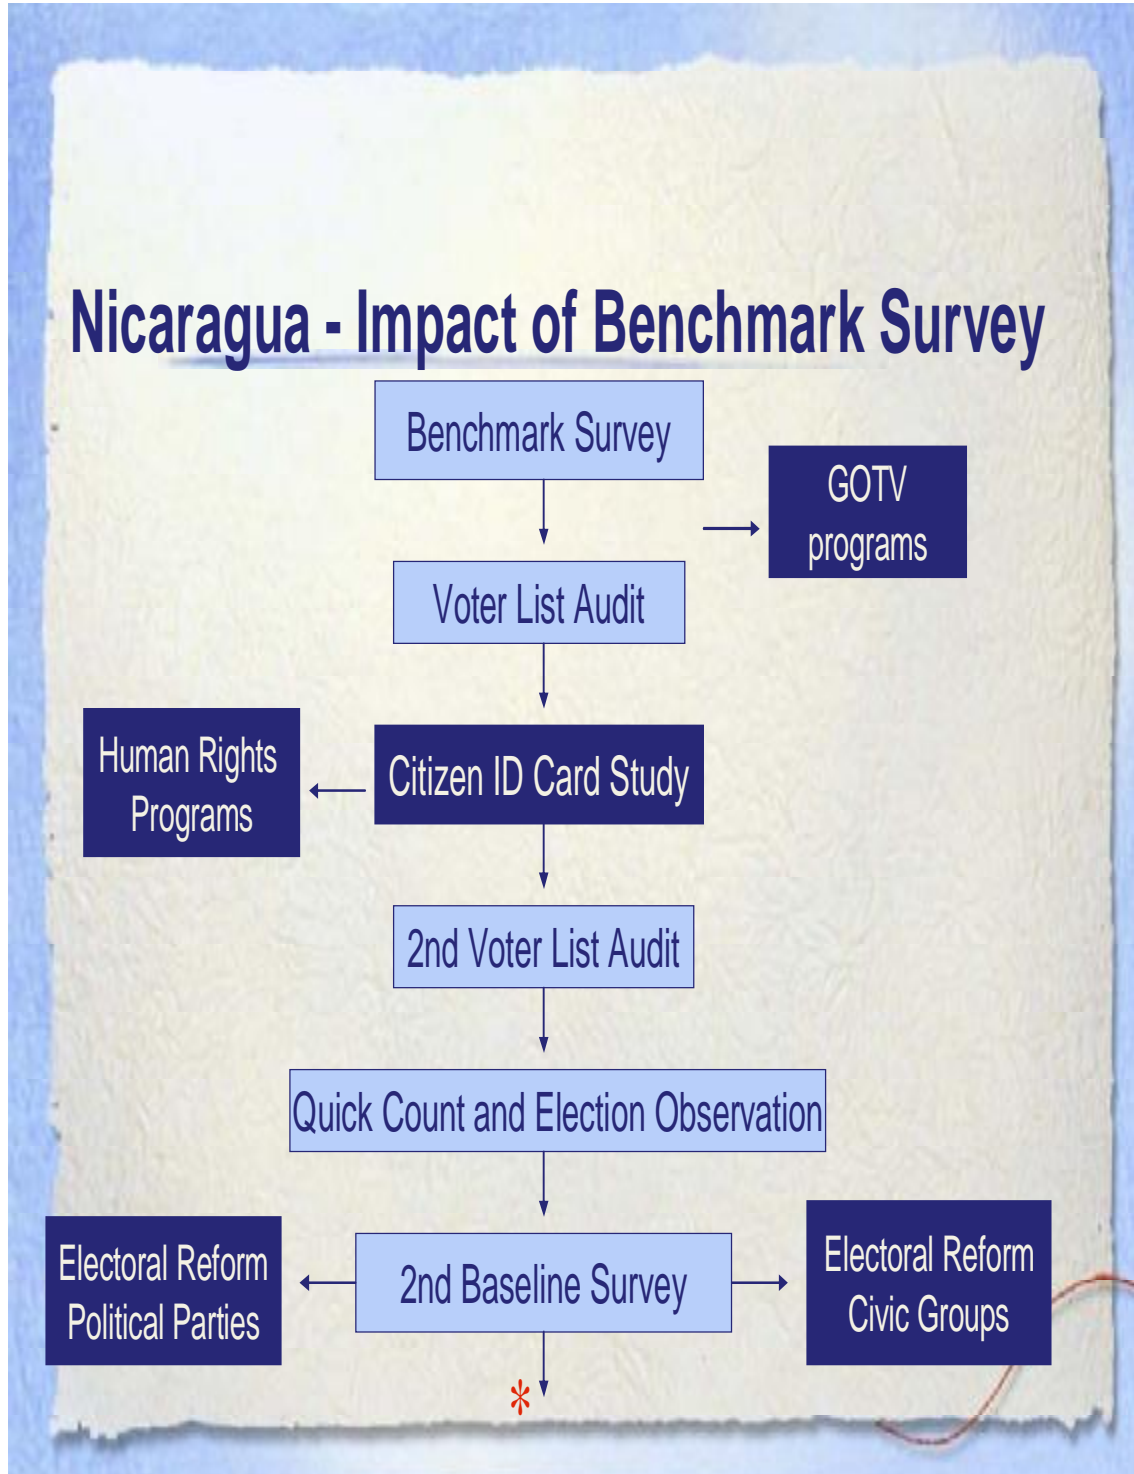 Nicaragua - Impact of Benchmark Survey
Benchmark Survey
GOTV
programs
Voter List Audit
Human Rights
Programs
Citizen ID Card Study
2nd Voter List Audit
Quick Count and Election Observation
Electoral Reform
Political Parties
2nd Baseline Survey
Electoral Reform
Civic Groups
*